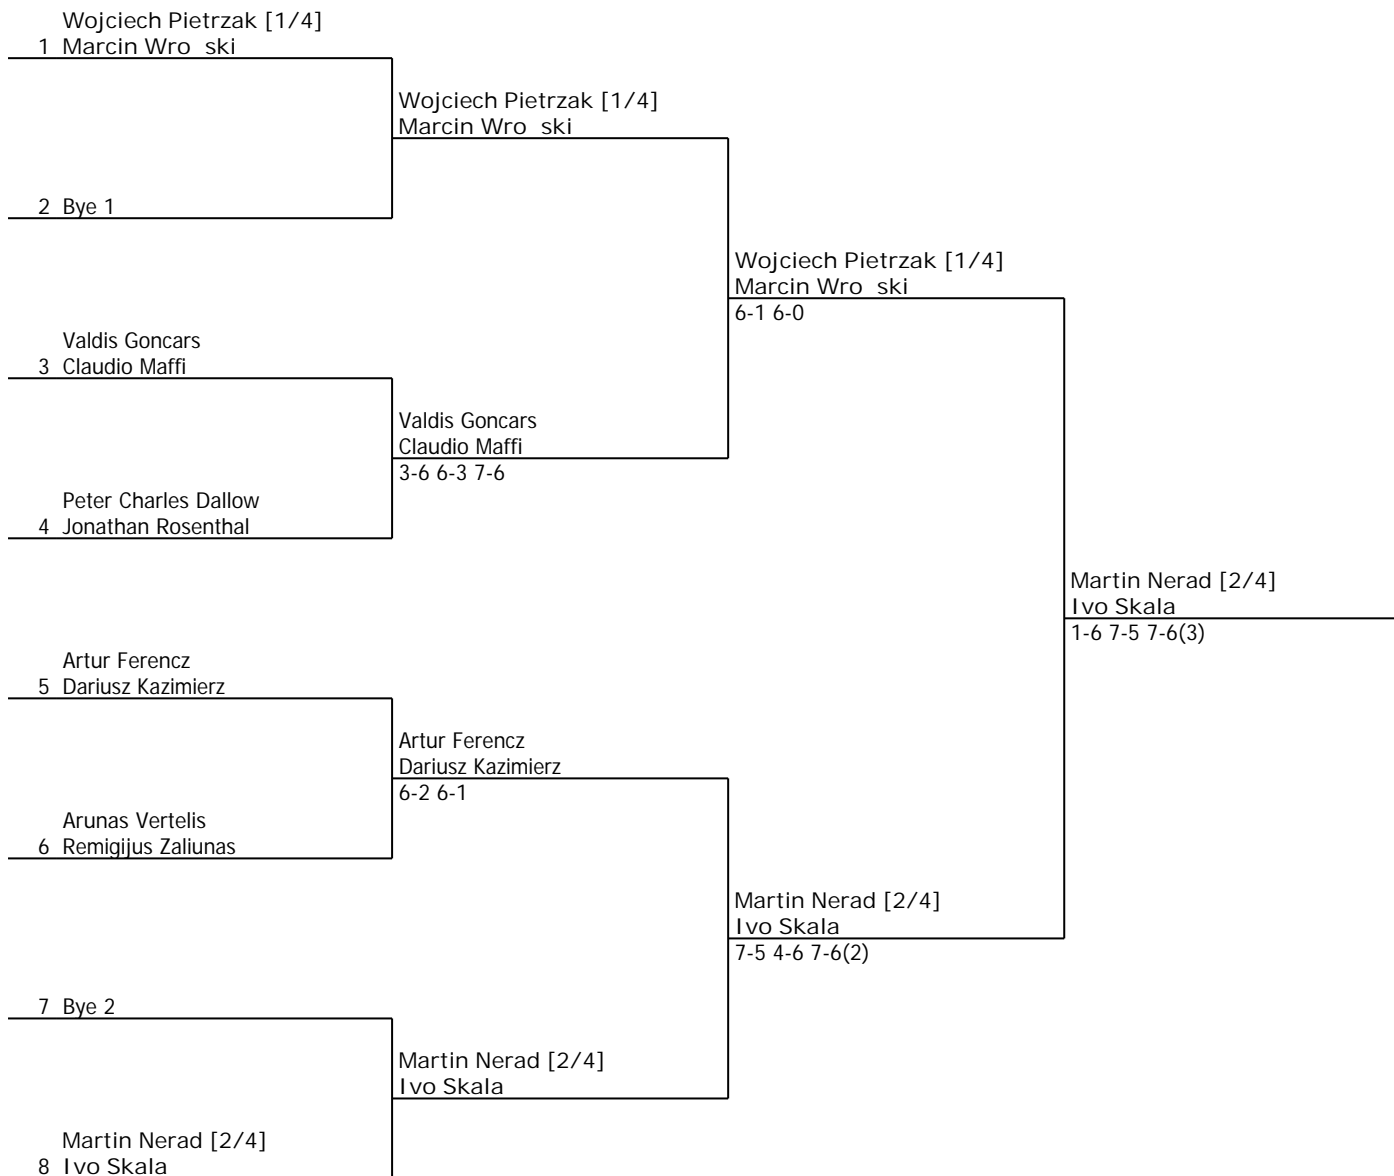 Wojciech Pietrzak [1/4]
1 Marcin Wro ski
Wojciech Pietrzak [1/4]
Marcin Wro ski
2 Bye 1
Wojciech Pietrzak [1/4]
Marcin Wro ski
6-1 6-0
Valdis Goncars
3 Claudio Maffi
Valdis Goncars
Claudio Maffi
3-6 6-3 7-6
Peter Charles Dallow
4 Jonathan Rosenthal
Martin Nerad [2/4]
Ivo Skala
1-6 7-5 7-6(3)
Artur Ferencz
5 Dariusz Kazimierz
Artur Ferencz
Dariusz Kazimierz
6-2 6-1
Arunas Vertelis
6 Remigijus Zaliunas
Martin Nerad [2/4]
Ivo Skala
7-5 4-6 7-6(2)
7 Bye 2
Martin Nerad [2/4]
Ivo Skala
Martin Nerad [2/4]
8 Ivo Skala